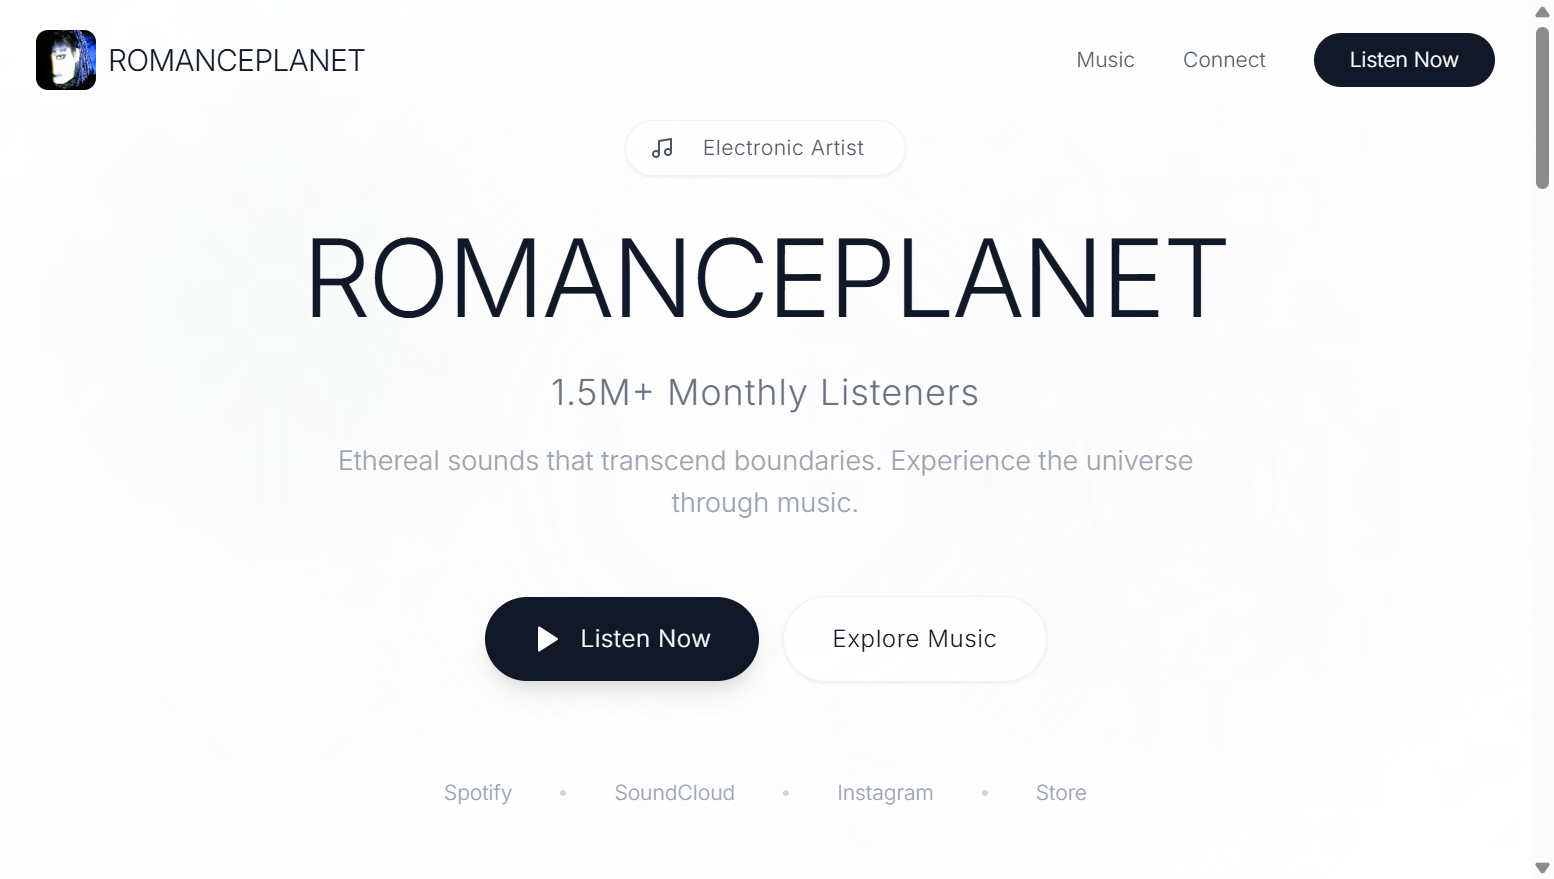 ROMANCEPLANET
Music
Connect
Listen Now
Electronic Artist
ROMANCEPLANET
1.5M+ Monthly Listeners
Ethereal sounds that transcend boundaries. Experience the universe
through music.
Listen Now
Explore Music
Spotify • SoundCloud • Instagram • Store